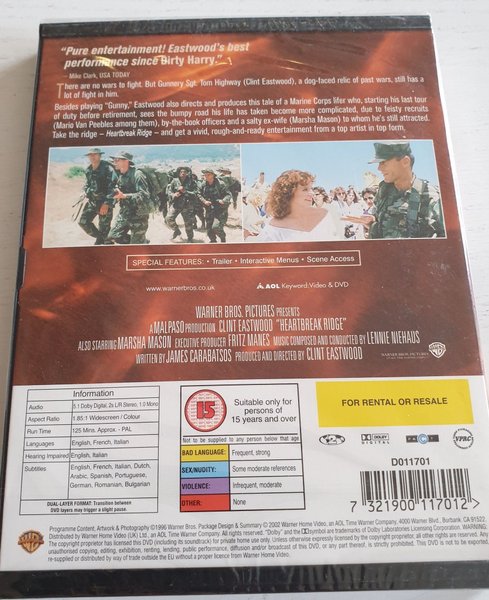 "Pure entertainment! Eastwood's best
performance since Dirty Harry."
– Mike Clark, USA TODAY
There are no wars to fight. But Gunnery Sgt. Tom Highway (Clint Eastwood), a dog-faced relic of past wars, still has a
lot of fight in him.
Besides playing "Gunny," Eastwood also directs and produces this tale of a Marine Corps lifer who, starting his last tour
of duty before retirement, sees the bumpy road his life has taken become more complicated, due to feisty recruits
(Mario Van Peebles among them), by-the-book officers and a salty ex-wife (Marsha Mason) to whom he's still attracted.
Take the ridge – Heartbreak Ridge – and get a vivid, rough-and-ready entertainment from a top artist in top form.
SPECIAL FEATURES: • Trailer • Interactive Menus • Scene Access
www.warnerbros.co.uk
AOL Keyword: Video & DVD
WARNER BROS. PICTURES PRESENTS
A MALPASO PRODUCTION CLINT EASTWOOD "HEARTBREAK RIDGE"
ALSO STARRING MARSHA MASON EXECUTIVE PRODUCER FRITZ MANES MUSIC COMPOSED AND CONDUCTED BY LENNIE NIEHAUS
WRITTEN BY JAMES CARABATSOS PRODUCED AND DIRECTED BY CLINT EASTWOOD
WARNER BROS. PICTURES
Information
Audio 5.1 Dolby Digital, 2x L/R Stereo, 1.0 Mono
Aspect Ratio 1.85:1 Widescreen / Colour
Run Time 125 Mins. Approx. - PAL
Languages English, French, Italian
Hearing Impaired English, Italian
Subtitles English, French, Italian, Dutch,
Arabic, Spanish, Portuguese,
German, Romanian, Bulgarian
DUAL-LAYER FORMAT: Transition between
DVD layers may trigger a slight pause
15
Suitable only for
persons of
15 years and over
Not to be supplied to any person below that age
BAD LANGUAGE: Frequent, strong
SEX/NUDITY: Some moderate references
VIOLENCE: Infrequent, moderate
OTHER: None
FOR RENTAL OR RESALE
DOLBY
DIGITAL
D011701
7 321900 117012 >
Programme Content, Artwork & Photography ©1996 Warner Bros. Package Design & Summary © 2002 Warner Home Video, an AOL Time Warner Company, 4000 Warner Blvd., Burbank CA 91522.
Distributed by Warner Home Video (UK) Ltd., an AOL Time Warner Company. All rights reserved. "Dolby" and the DD symbol are trademarks of Dolby Laboratories Licensing Corporation. WARNING:
The copyright proprietor has licensed this DVD (including its soundtrack) for private home use only. Unless otherwise expressly licensed by the copyright proprietor, all other rights are reserved. Any
unauthorised copying, editing, exhibition, renting, lending, public performance, diffusion and/or broadcast of this DVD, or any part thereof, is strictly prohibited. This DVD is not to be exported,
re-supplied or distributed by way of trade outside the EU without a proper licence from Warner Home Video.